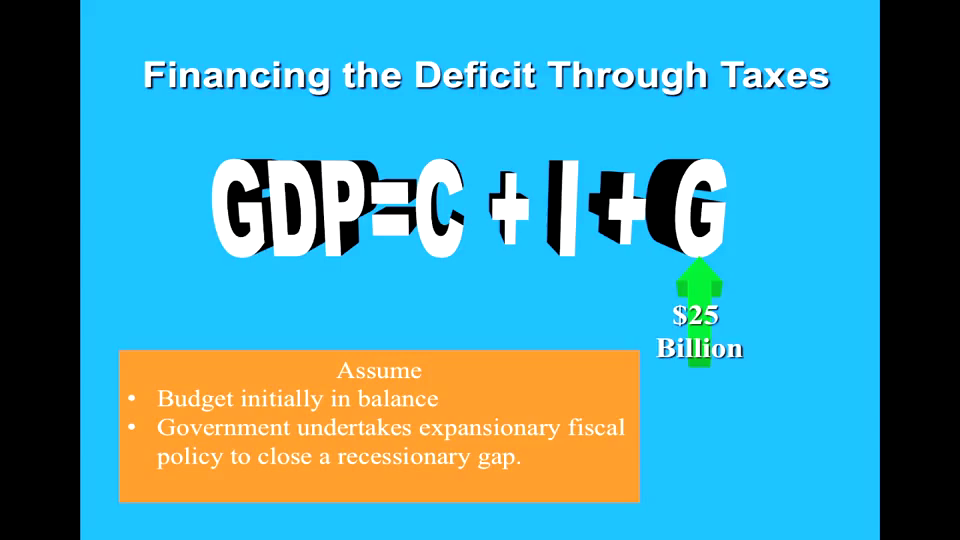 Financing the Deficit Through Taxes
GDP=C + I + G
$25
Billion
Assume
• Budget initially in balance
• Government undertakes expansionary fiscal
policy to close a recessionary gap.